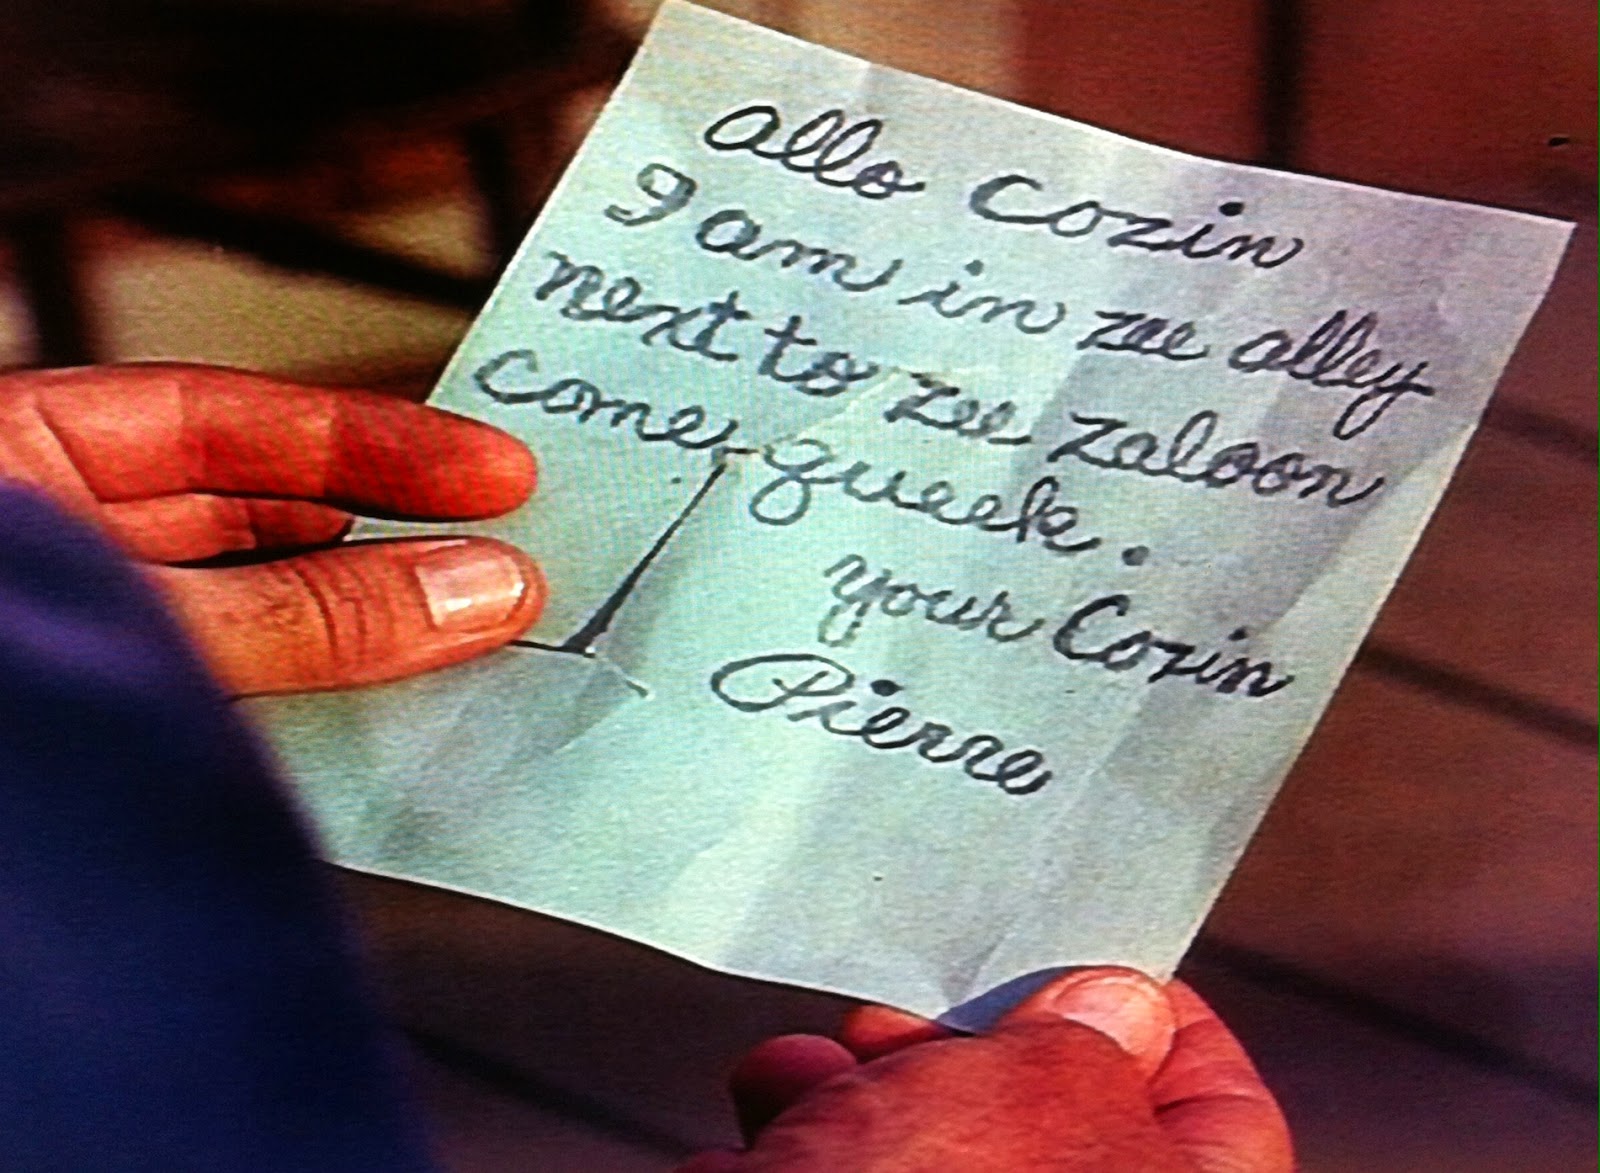 allo Cozin
I am in zee alley
next to zee zaloon
come queek.
your Cozin
Pierre